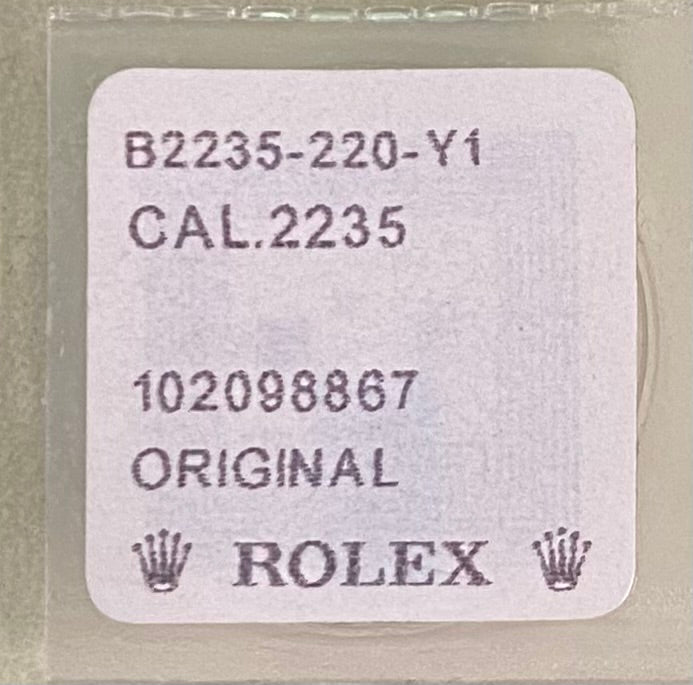 B2235-220-Y1
CAL.2235
102098867
ORIGINAL
ROLEX